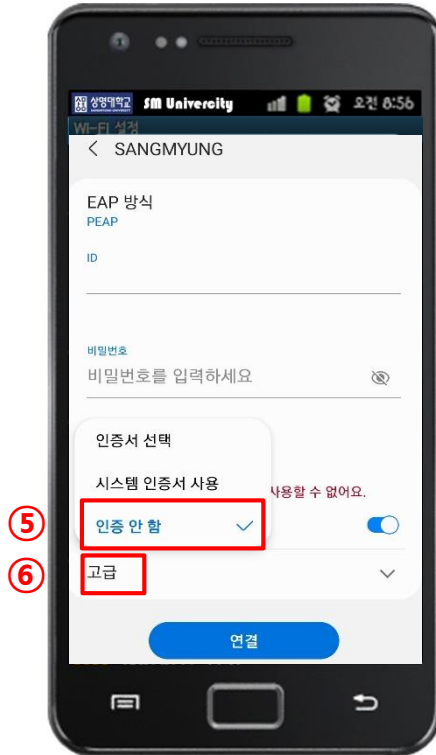 상명대학교 SM Univercity 오전 8:56
Wi-Fi 설정
< SANGMYUNG
EAP 방식
PEAP
ID
비밀번호
비밀번호를 입력하세요
인증서 선택
시스템 인증서 사용
사용할 수 없어요.
⑤ 인증 안 함
⑥ 고급
연결